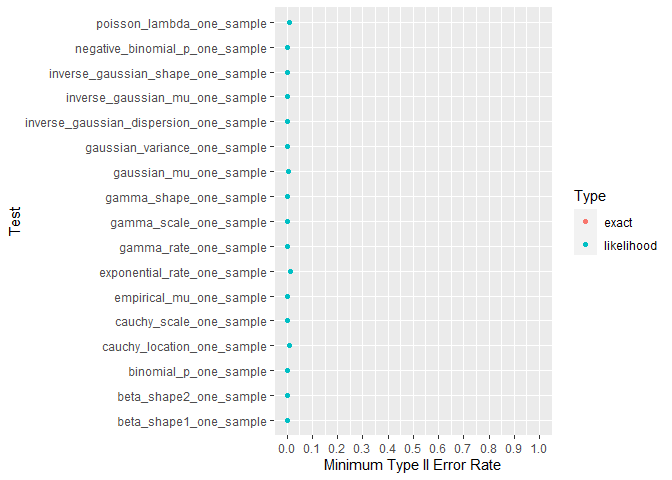 poisson_lambda_one_sample
negative_binomial_p_one_sample
inverse_gaussian_shape_one_sample
inverse_gaussian_mu_one_sample
inverse_gaussian_dispersion_one_sample
gaussian_variance_one_sample
gaussian_mu_one_sample
gamma_shape_one_sample
gamma_scale_one_sample
gamma_rate_one_sample
exponential_rate_one_sample
empirical_mu_one_sample
cauchy_scale_one_sample
cauchy_location_one_sample
binomial_p_one_sample
beta_shape2_one_sample
beta_shape1_one_sample
Test
0.0 0.1 0.2 0.3 0.4 0.5 0.6 0.7 0.8 0.9 1.0
Minimum Type II Error Rate
Type
exact
likelihood